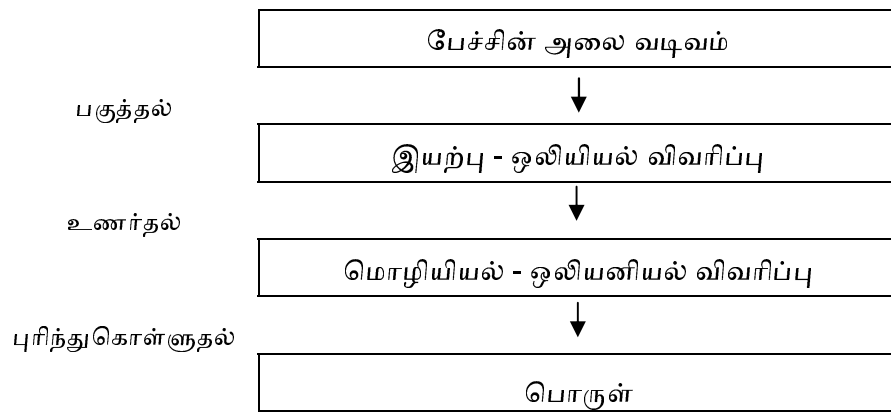 பேச்சின் அலை வடிவம்
பகுத்தல்
இயற்பு - ஒலியியல் விவரிப்பு
உணர்தல்
மொழியியல் - ஒலியனியல் விவரிப்பு
புரிந்துகொள்ளுதல்
பொருள்